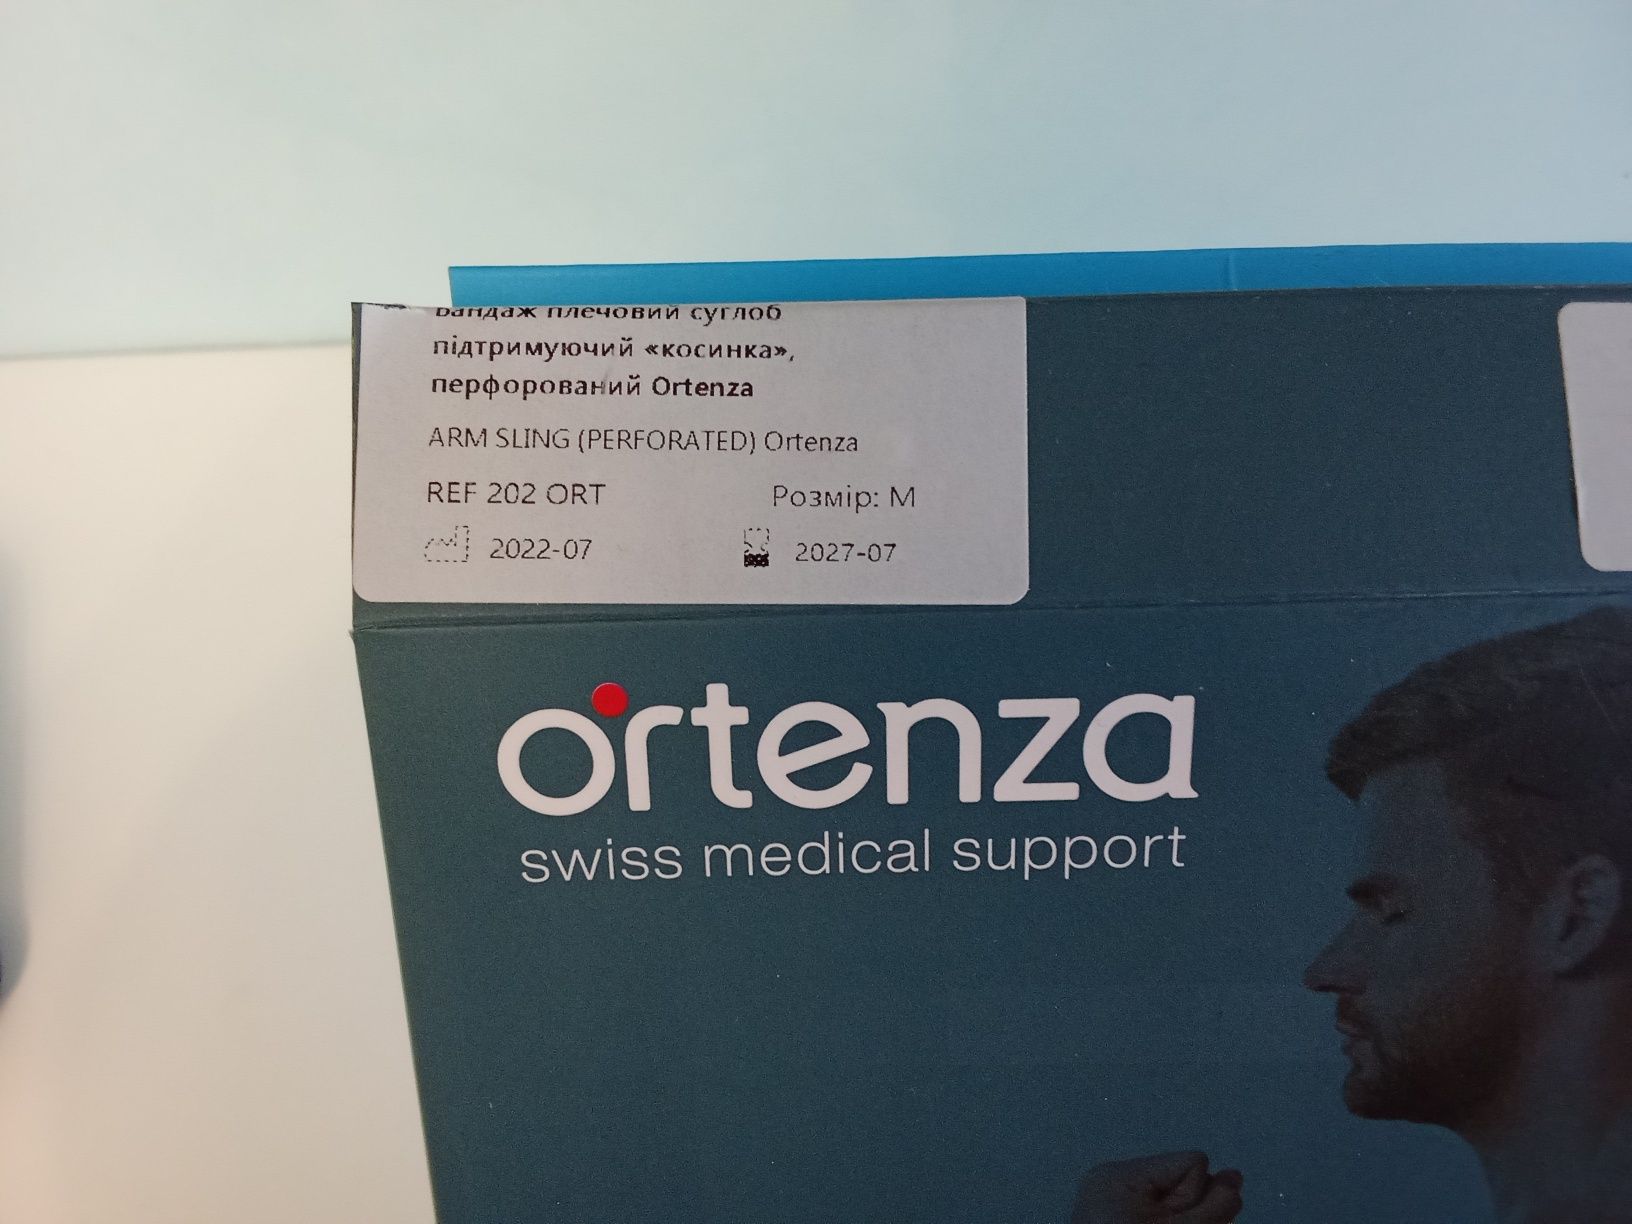 Бандаж плечовий суглоб
підтримуючий «косинка»,
перфорований Ortenza
ARM SLING (PERFORATED) Ortenza
REF 202 ORT Розмір: M
2022-07 2027-07
ortenza
swiss medical support